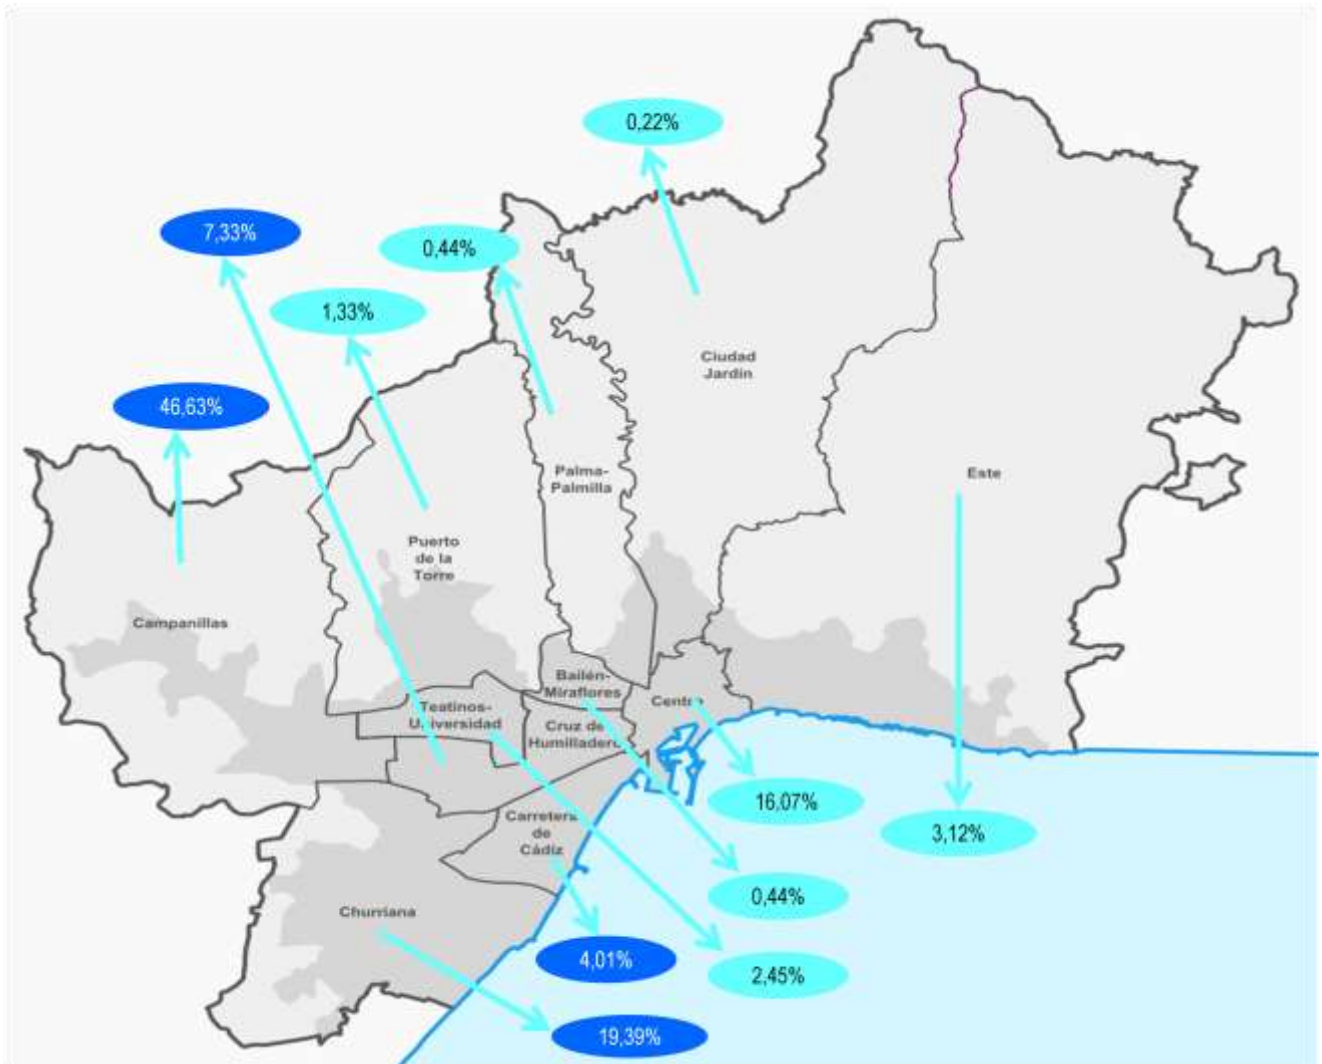 0,22%
7,33%
0,44%
1,33%
Ciudad
Jardín
46,63%
Palma-
Palmilla
Este
Puerto
de la
Torre
Campanillas
Bailén-
Miraflores
Centro
Teatinos-
Universidad
Cruz de
Humilladero
16,07%
Carretera
de
Cádiz
3,12%
0,44%
Churriana
4,01%
2,45%
19,39%